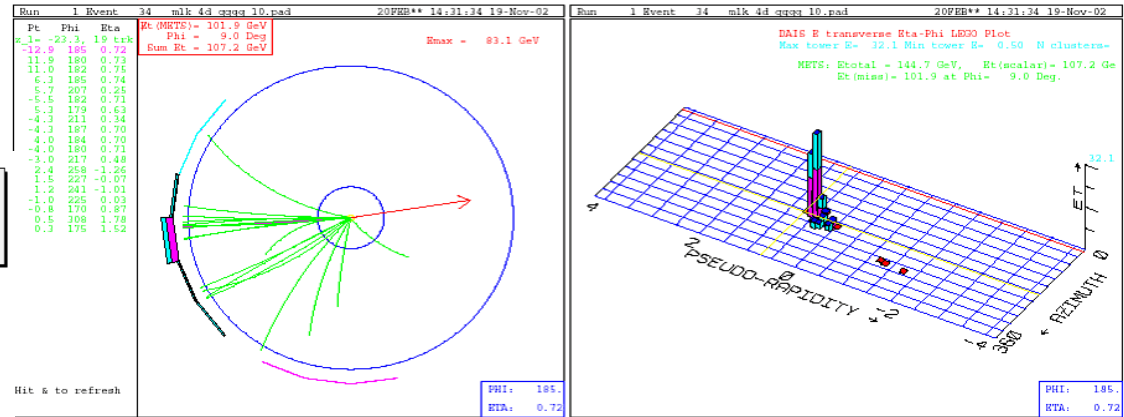 Run 1 Event 34 mlk 4d qqqq 10.pad 20FEB** 14:31:34 19-Nov-02
Pt Phi Eta
z_1= -23.3, 19 trk
-12.9 185 0.72
11.9 180 0.73
11.0 182 0.75
6.3 185 0.74
5.7 207 0.25
-5.5 182 0.71
5.3 179 0.63
-4.3 211 0.34
-4.3 187 0.70
4.0 184 0.70
-4.0 180 0.71
-3.0 217 0.48
2.4 258 -1.26
1.5 227 -0.07
1.2 241 -1.01
-1.0 225 0.03
-0.8 170 0.87
0.5 308 1.78
0.3 175 1.52
Hit & to refresh
Et(METS)= 101.9 GeV
Phi = 9.0 Deg
Sum Et = 107.2 GeV
Emax = 83.1 GeV
PHI: 185.
ETA: 0.72
Run 1 Event 34 mlk 4d qqqq 10.pad 20FEB** 14:31:34 19-Nov-02
DAIS E transverse Eta-Phi LEGO Plot
Max tower E= 32.1 Min tower E= 0.50 N clusters=
METS: Etotal = 144.7 GeV, Et(scalar)= 107.2 Ge
Et(miss)= 101.9 at Phi= 9.0 Deg.
32.1
ET
4
2
0
-2
-4
PSEUDO-RAPIDITY
0
AZIMUTH
360
PHI: 185.
ETA: 0.72